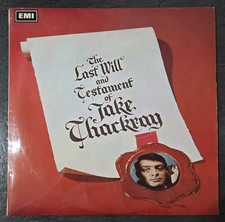 EMI
The
Last Will
and
Testament
of
Jake
Thackray